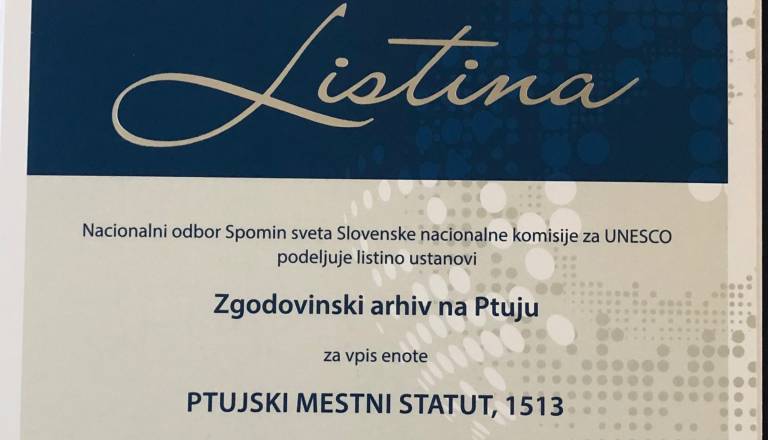 Listina
Nacionalni odbor Spomin sveta Slovenske nacionalne komisije za UNESCO
podeljuje listino ustanovi
Zgodovinski arhiv na Ptuju
za vpis enote
PTUJSKI MESTNI STATUT, 1513